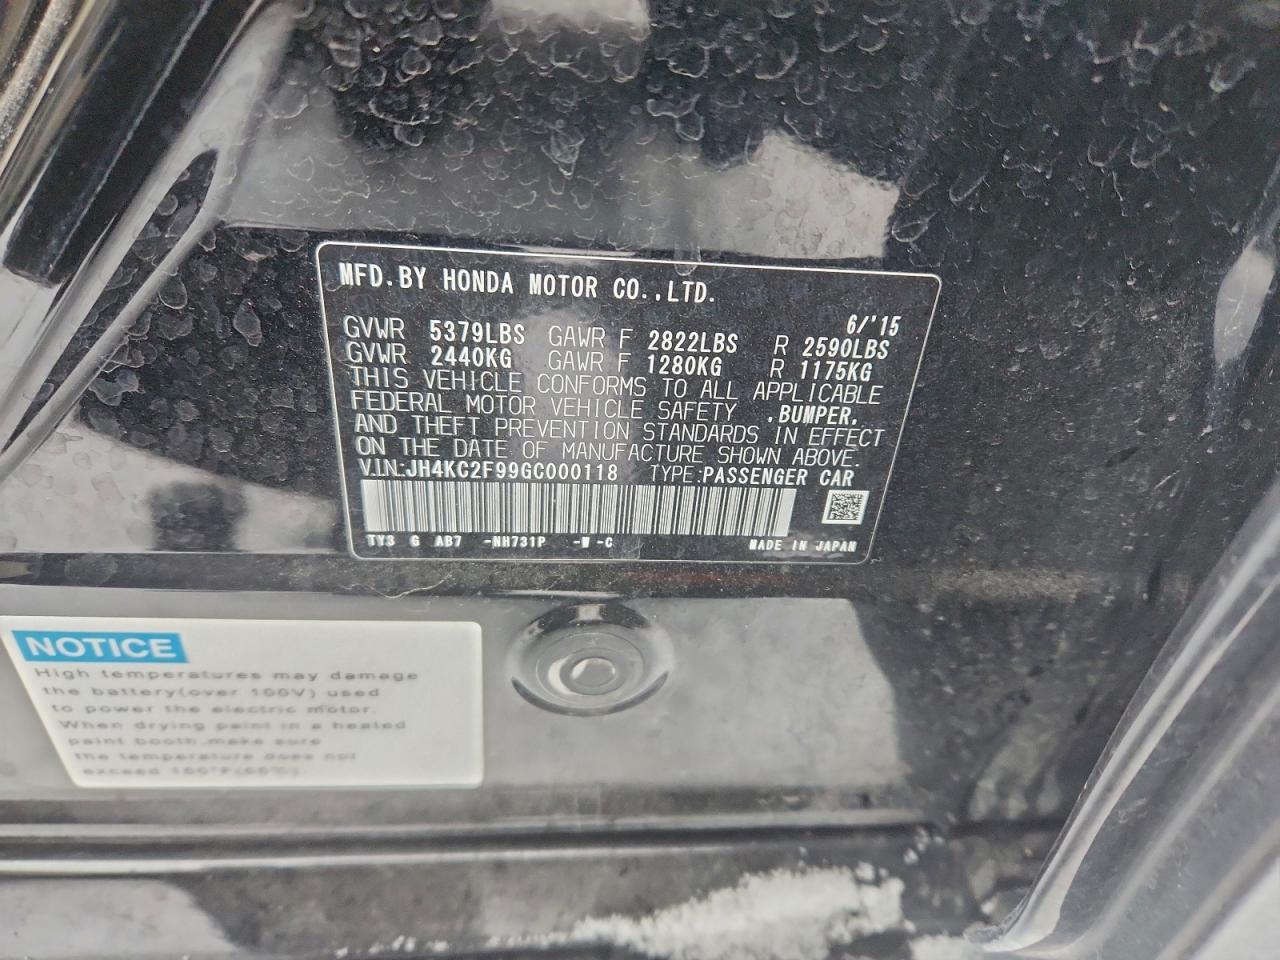 MFD.BY HONDA MOTOR CO.,LTD.
6/'15
GVWR 5379LBS GAWR F 2822LBS R 2590LBS
GVWR 2440KG GAWR F 1280KG R 1175KG
THIS VEHICLE CONFORMS TO ALL APPLICABLE
FEDERAL MOTOR VEHICLE SAFETY ,BUMPER,
AND THEFT PREVENTION STANDARDS IN EFFECT
ON THE DATE OF MANUFACTURE SHOWN ABOVE.
V.I.N.:JH4KC2F99GC000118 TYPE:PASSENGER CAR
TY3 G AB7 -NH731P -W -C MADE IN JAPAN
NOTICE
High temperatures may damage
the battery(over 100V) used
to power the electric motor.
When drying paint in a heated
paint booth,make sure
the temperature does not
exceed 150°F(66°C).